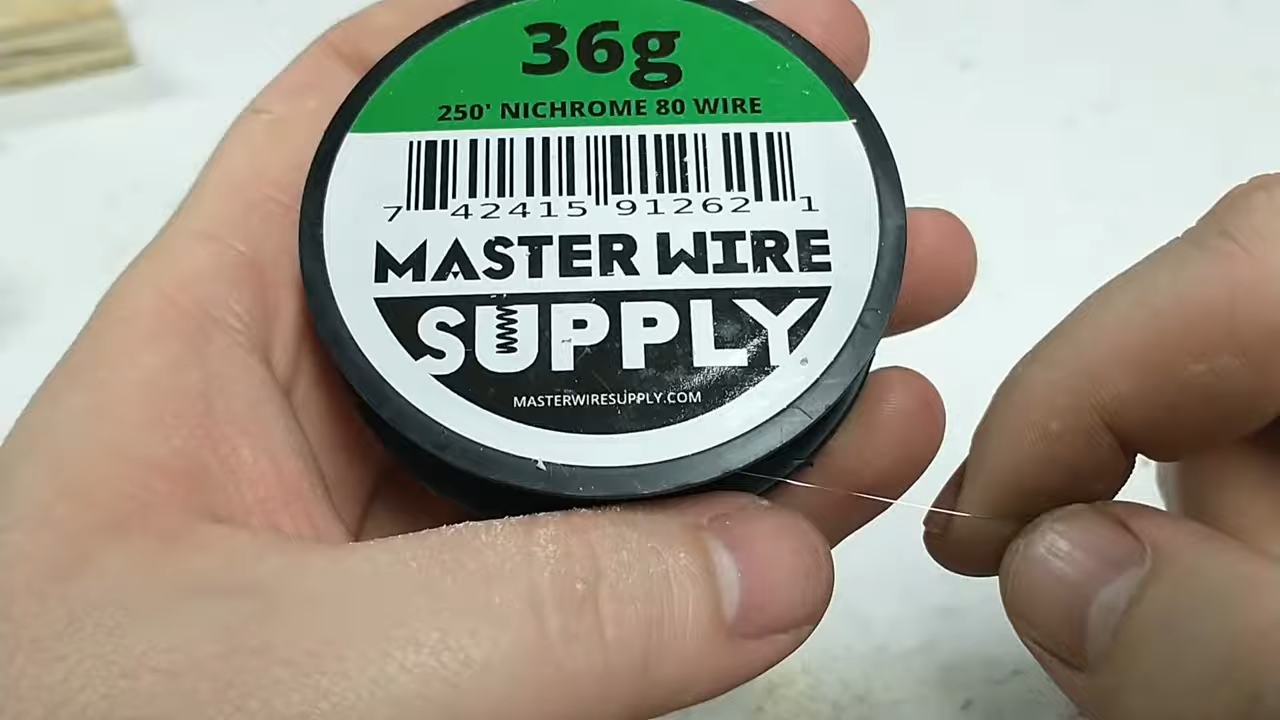 36g
250' NICHROME 80 WIRE
7 42415 91262 1
MASTER WIRE
SUPPLY
MASTERWIRESUPPLY.COM